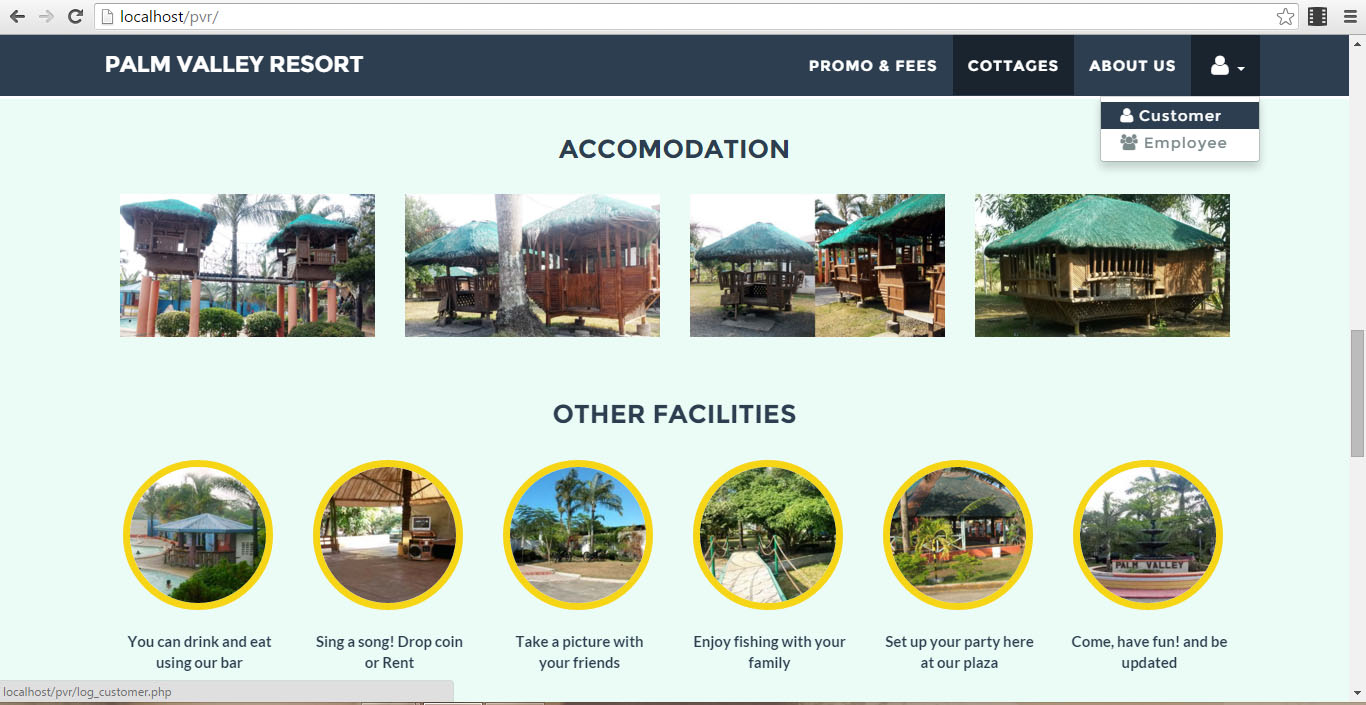 localhost/pvr/
PALM VALLEY RESORT
PROMO & FEES
COTTAGES
ABOUT US
Customer
Employee
ACCOMODATION
OTHER FACILITIES
PALM VALLEY
You can drink and eat
using our bar
Sing a song! Drop coin
or Rent
Take a picture with
your friends
Enjoy fishing with your
family
Set up your party here
at our plaza
Come, have fun! and be
updated
localhost/pvr/log_customer.php